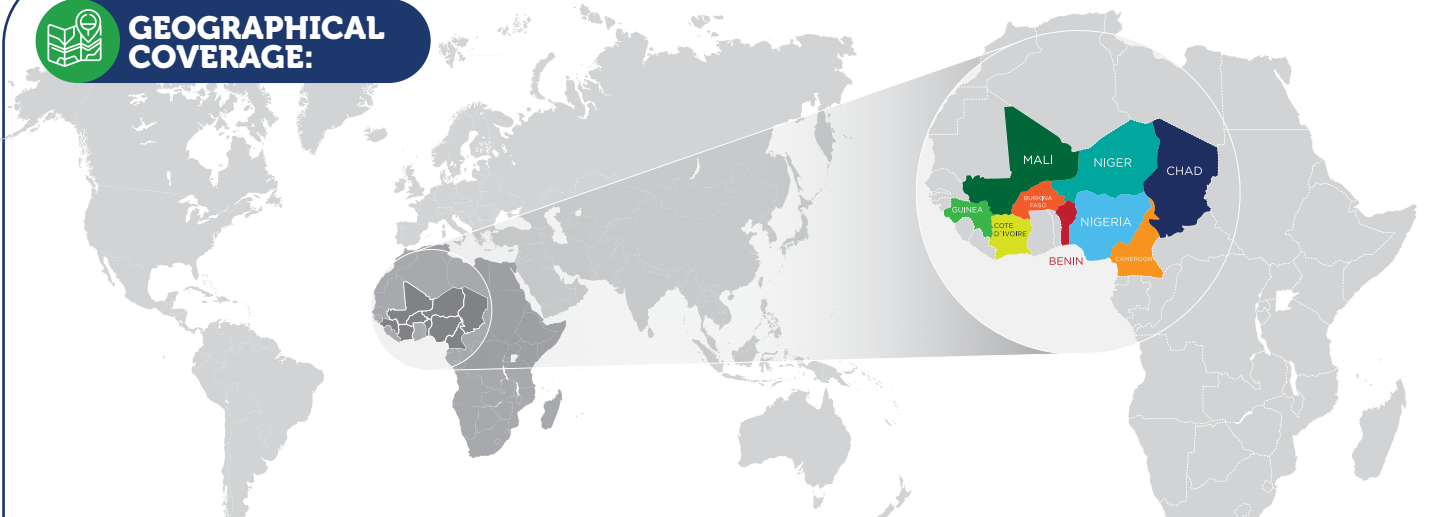 GEOGRAPHICAL
COVERAGE:
MALI
NIGER
CHAD
BURKINA
FASO
GUINEA
COTE
D'IVOIRE
NIGERIA
BENIN
CAMEROON